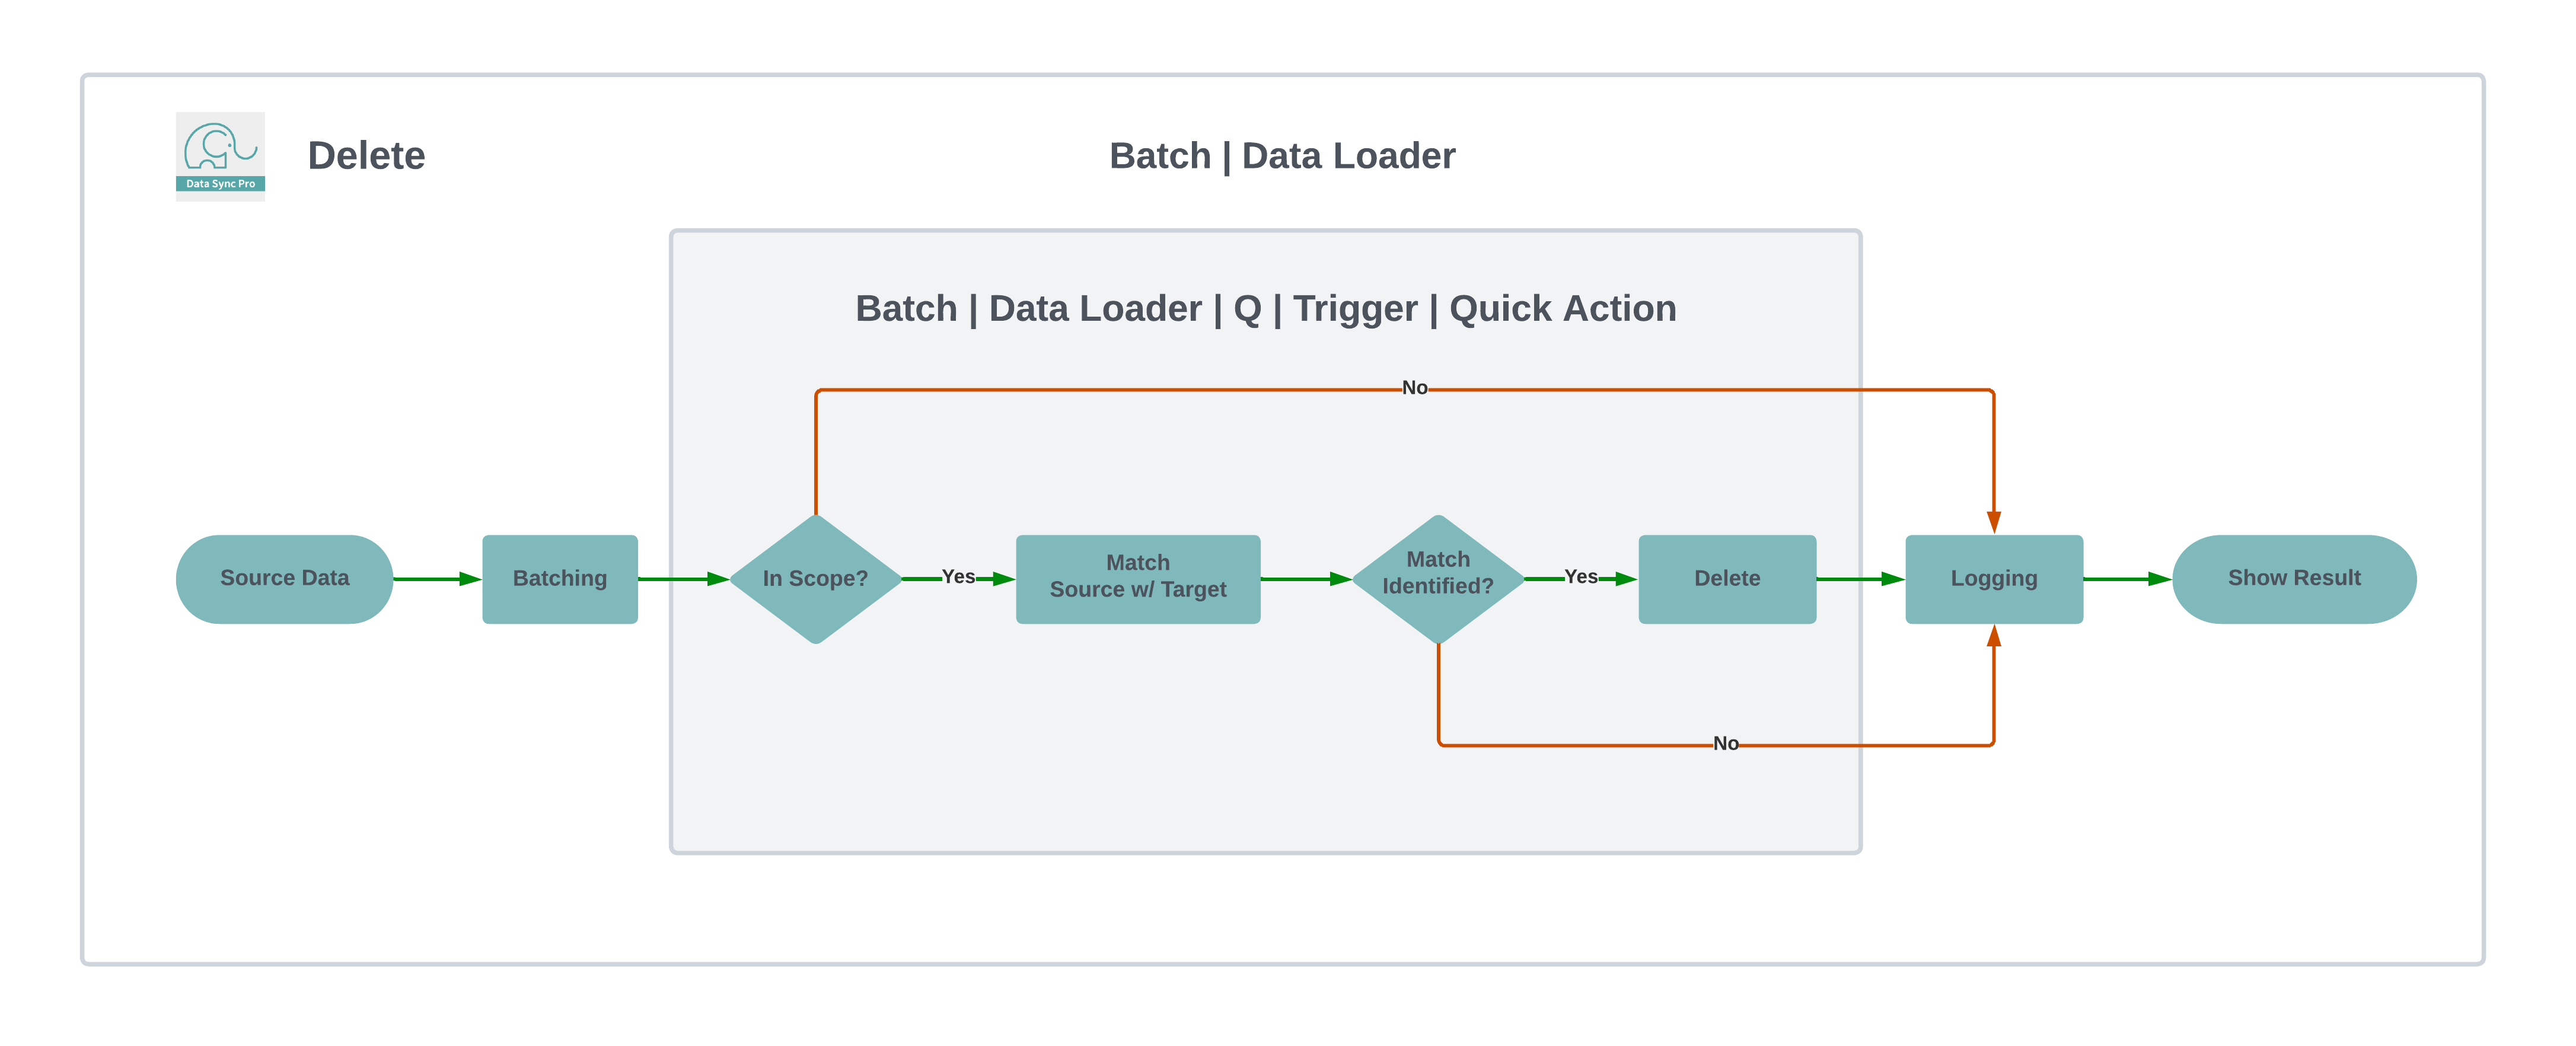 Data Sync Pro
Delete
Batch | Data Loader
Batch | Data Loader | Q | Trigger | Quick Action
No
Source Data
Batching
In Scope?
Yes
Match
Source w/ Target
Match
Identified?
Yes
Delete
Logging
Show Result
No